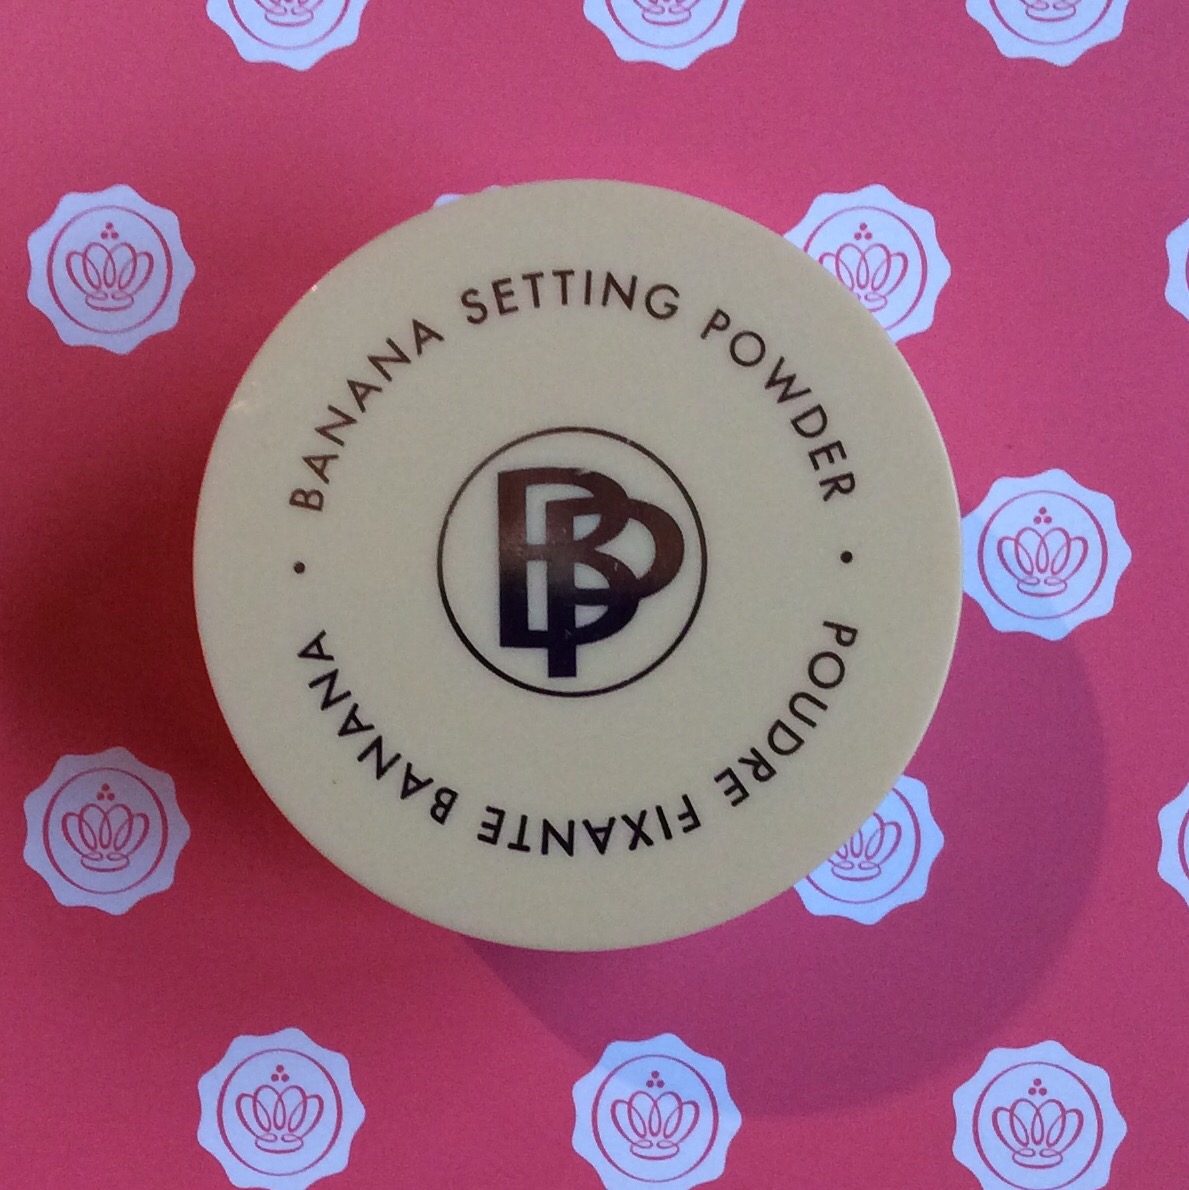 BANANA SETTING POWDER
BP
POUDRE FIXANTE BANANA